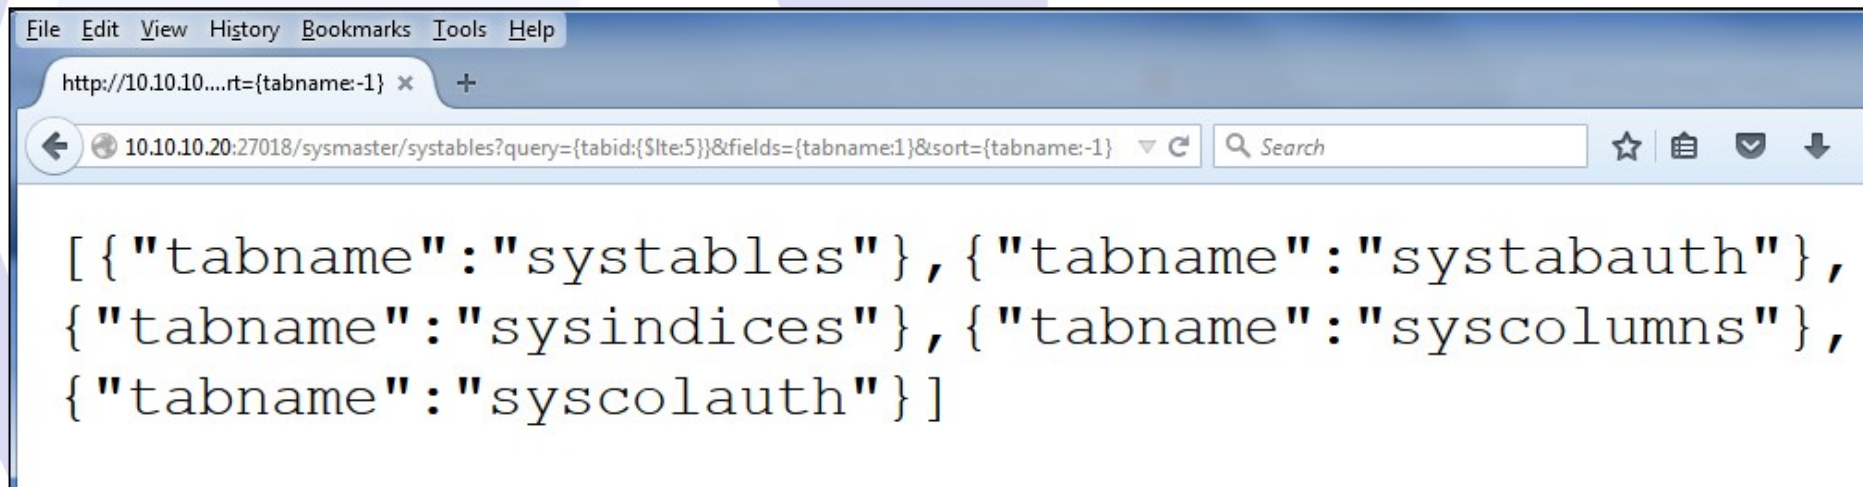 File Edit View History Bookmarks Tools Help
http://10.10.10....rt={tabname:-1}
10.10.10.20:27018/sysmaster/systables?query={tabid:{$lte:5}}&fields={tabname:1}&sort={tabname:-1} Search
[{"tabname":"systables"},{"tabname":"systabauth"},
{"tabname":"sysindices"},{"tabname":"syscolumns"},
{"tabname":"syscolauth"}]